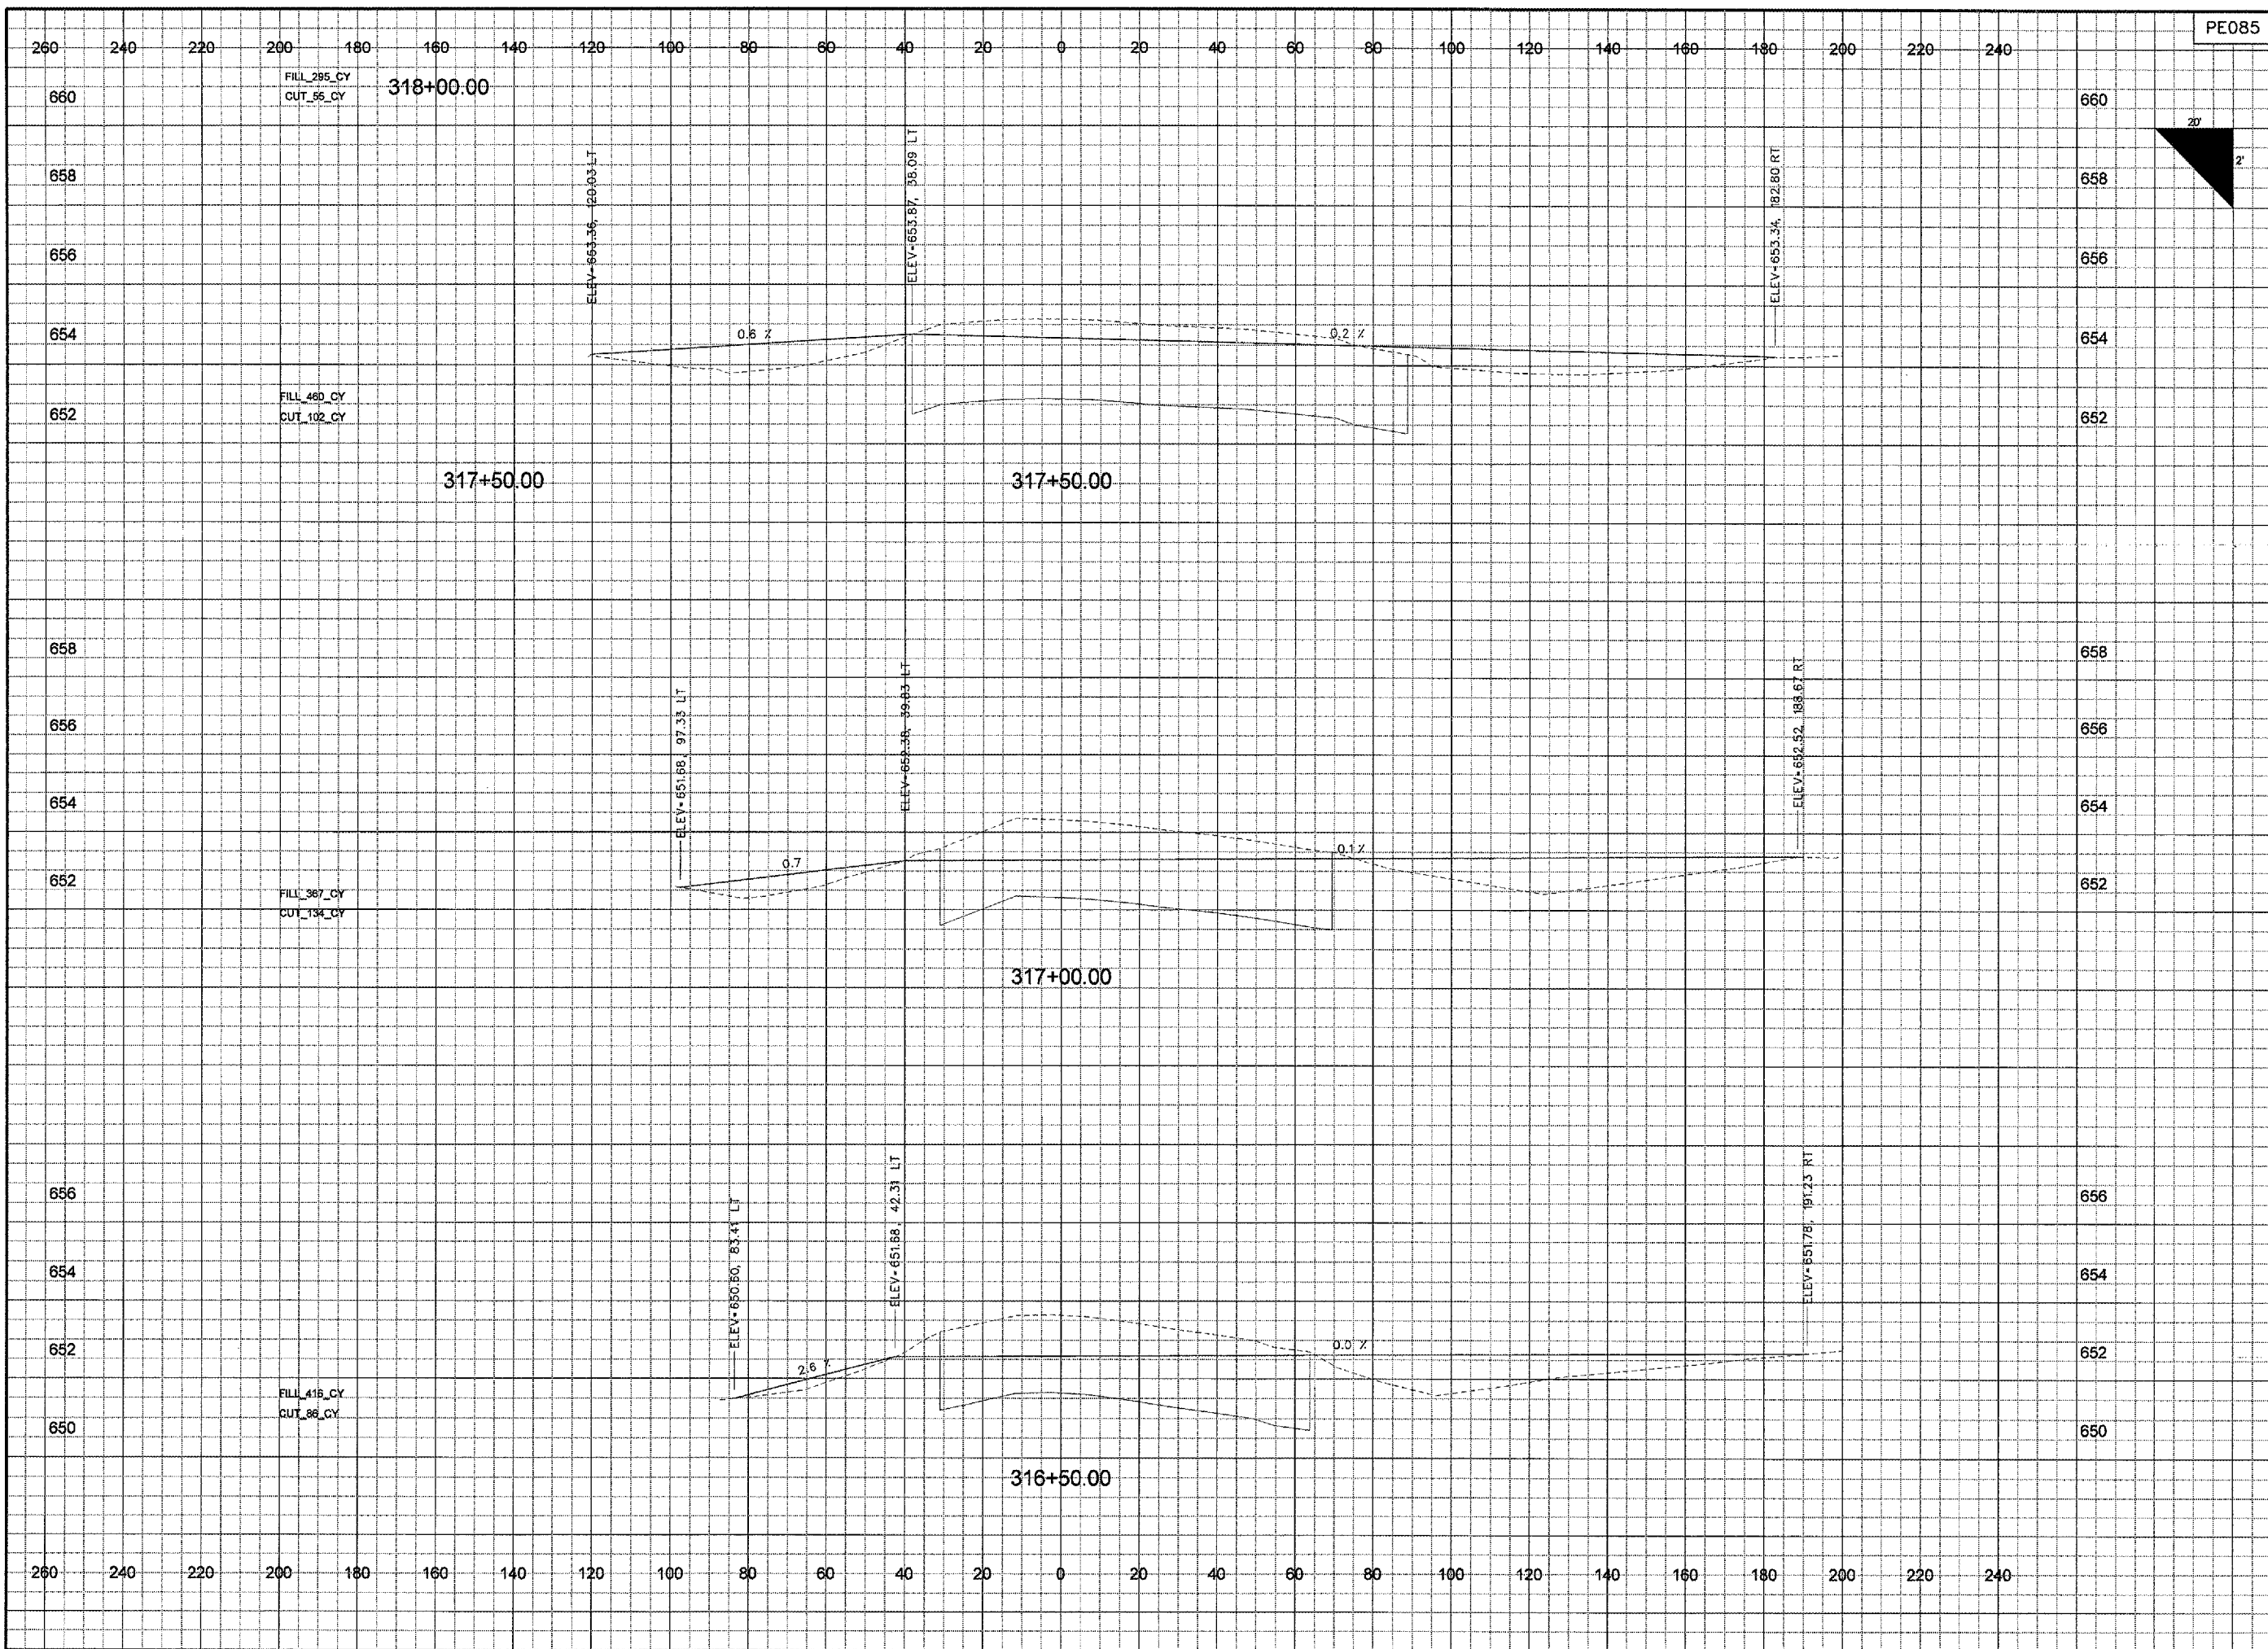 PE085
260 240 220 200 180 160 140 120 100 80 60 40 20 0 20 40 60 80 100 120 140 160 180 200 220 240
FILL_295_CY
CUT_55_CY
318+00.00
660 660
20'
2'
658 658
656 656
654 654
652 652
ELEV=653.36, 120.03 LT
ELEV=653.87, 38.09 LT
ELEV=653.34, 182.80 RT
0.6 %
0.2 %
FILL_460_CY
CUT_102_CY
317+50.00 317+50.00
658 658
656 656
654 654
652 652
ELEV=651.68, 97.33 LT
ELEV=652.38, 39.83 LT
ELEV=652.52, 188.67 RT
0.7
0.1 %
FILL_367_CY
CUT_134_CY
317+00.00
656 656
654 654
652 652
650 650
ELEV=650.60, 83.41 LT
ELEV=651.68, 42.31 LT
ELEV=651.78, 191.23 RT
2.6 %
0.0 %
FILL_416_CY
CUT_86_CY
316+50.00
260 240 220 200 180 160 140 120 100 80 60 40 20 0 20 40 60 80 100 120 140 160 180 200 220 240